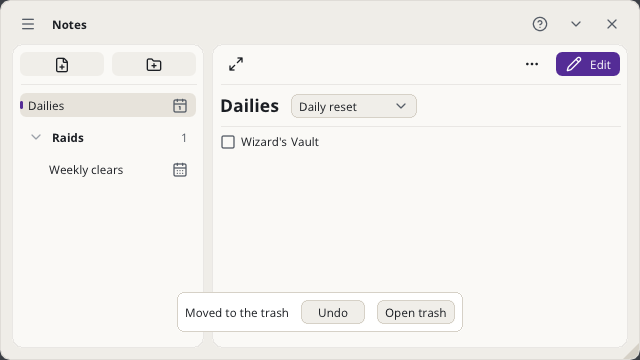 Notes
Dailies
Raids 1
Weekly clears
Edit
Dailies
Daily reset
Wizard's Vault
Moved to the trash
Undo
Open trash